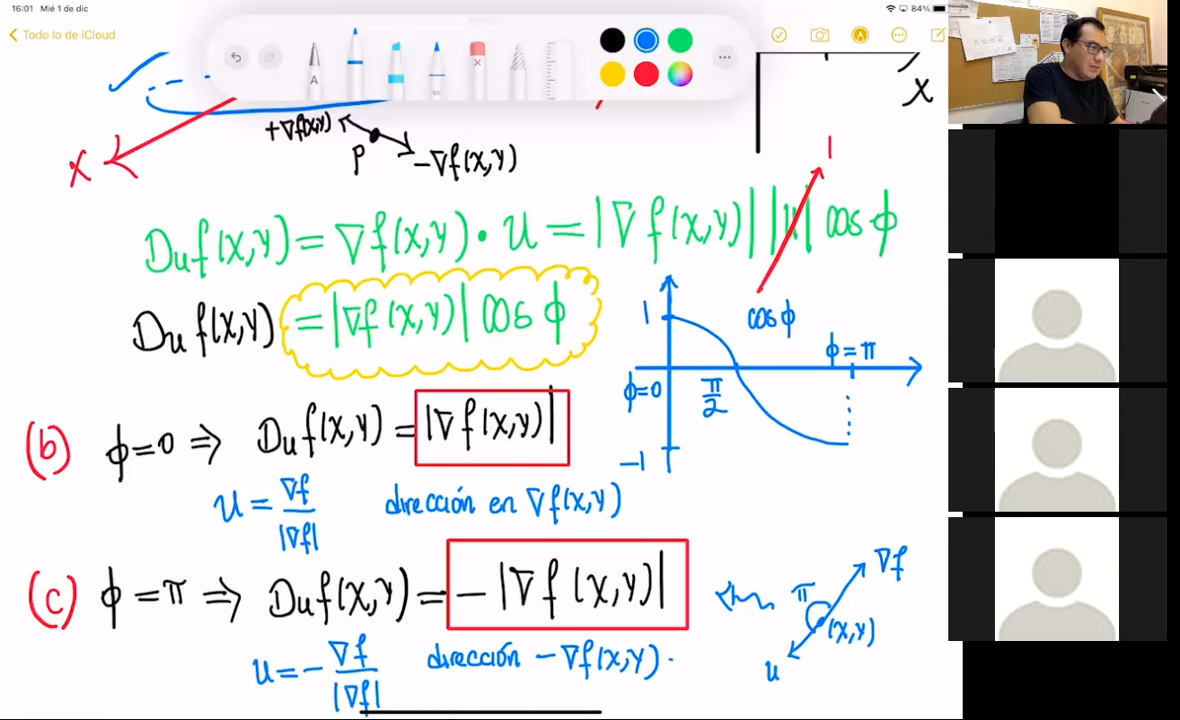 16:01 Mié 1 de dic
84%
Todo lo de iCloud
A
x
+∇f(x,y)
P
-∇f(x,y)
x
1
Duf(x,y) = ∇f(x,y) • u = |∇f(x,y)| |u| cos ϕ
Duf(x,y) = |∇f(x,y)| cos ϕ
1
cos ϕ
ϕ=π
ϕ=0
π/2
-1
(b) ϕ=0 ⇒ Duf(x,y) = |∇f(x,y)|
u = ∇f/|∇f| dirección en ∇f(x,y)
(c) ϕ=π ⇒ Duf(x,y) = -|∇f(x,y)|
π
∇f
(x,y)
u
u = -∇f/|∇f| dirección -∇f(x,y).